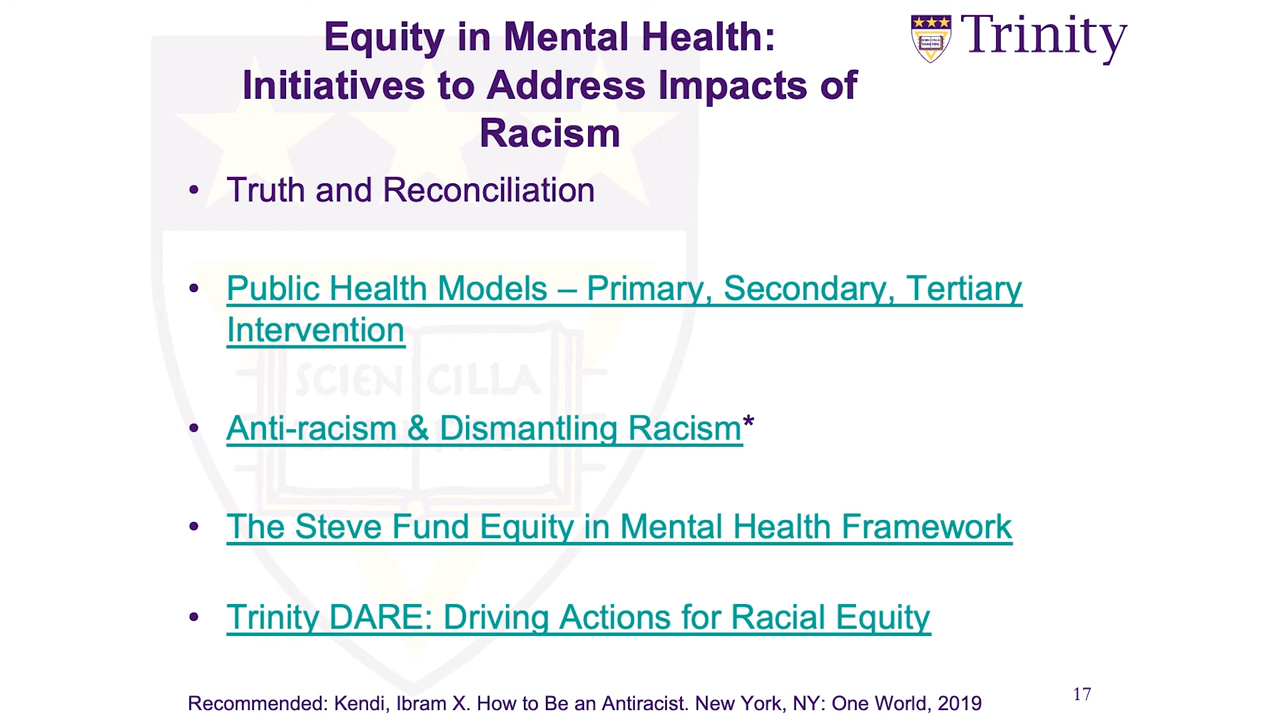 Equity in Mental Health:
Initiatives to Address Impacts of
Racism
Trinity
• Truth and Reconciliation
• Public Health Models – Primary, Secondary, Tertiary
Intervention
• Anti-racism & Dismantling Racism*
• The Steve Fund Equity in Mental Health Framework
• Trinity DARE: Driving Actions for Racial Equity
SCIEN CILLA
Recommended: Kendi, Ibram X. How to Be an Antiracist. New York, NY: One World, 2019
17